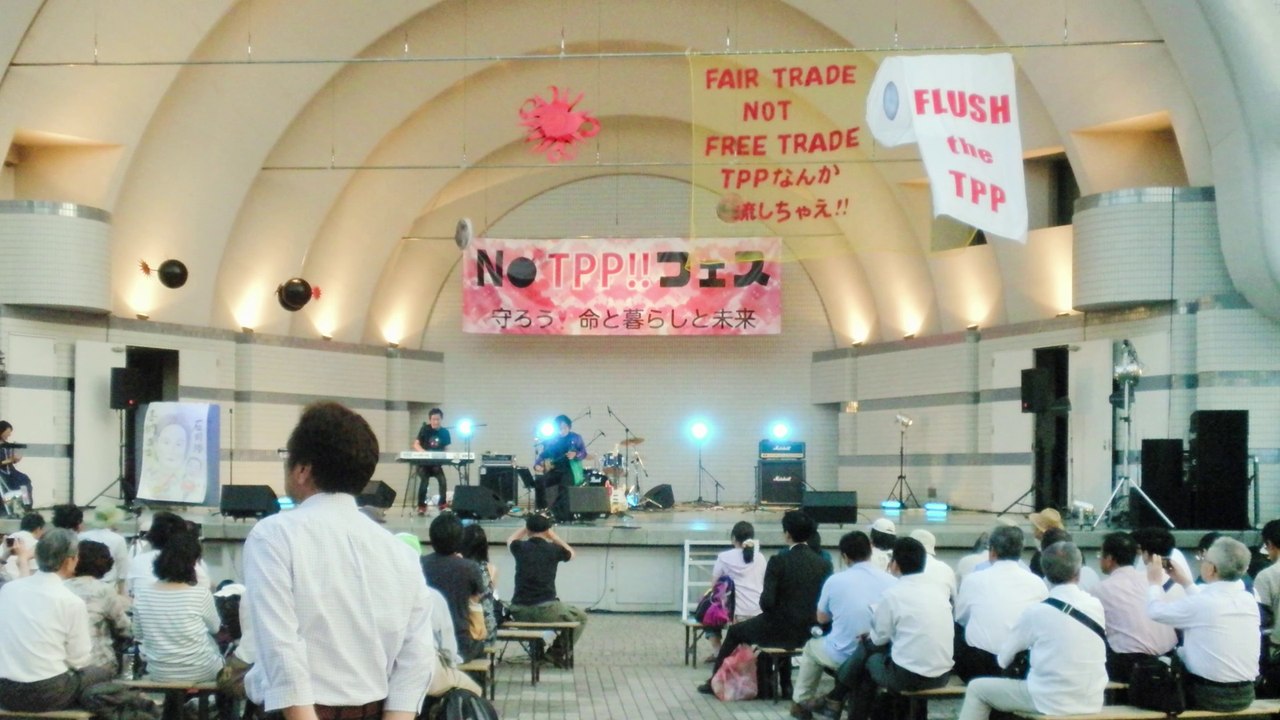 FAIR TRADE
NOT
FREE TRADE
TPPなんか
流しちゃえ!!
FLUSH
the
TPP
NO TPP!!フェス
守ろう 命と暮らしと未来